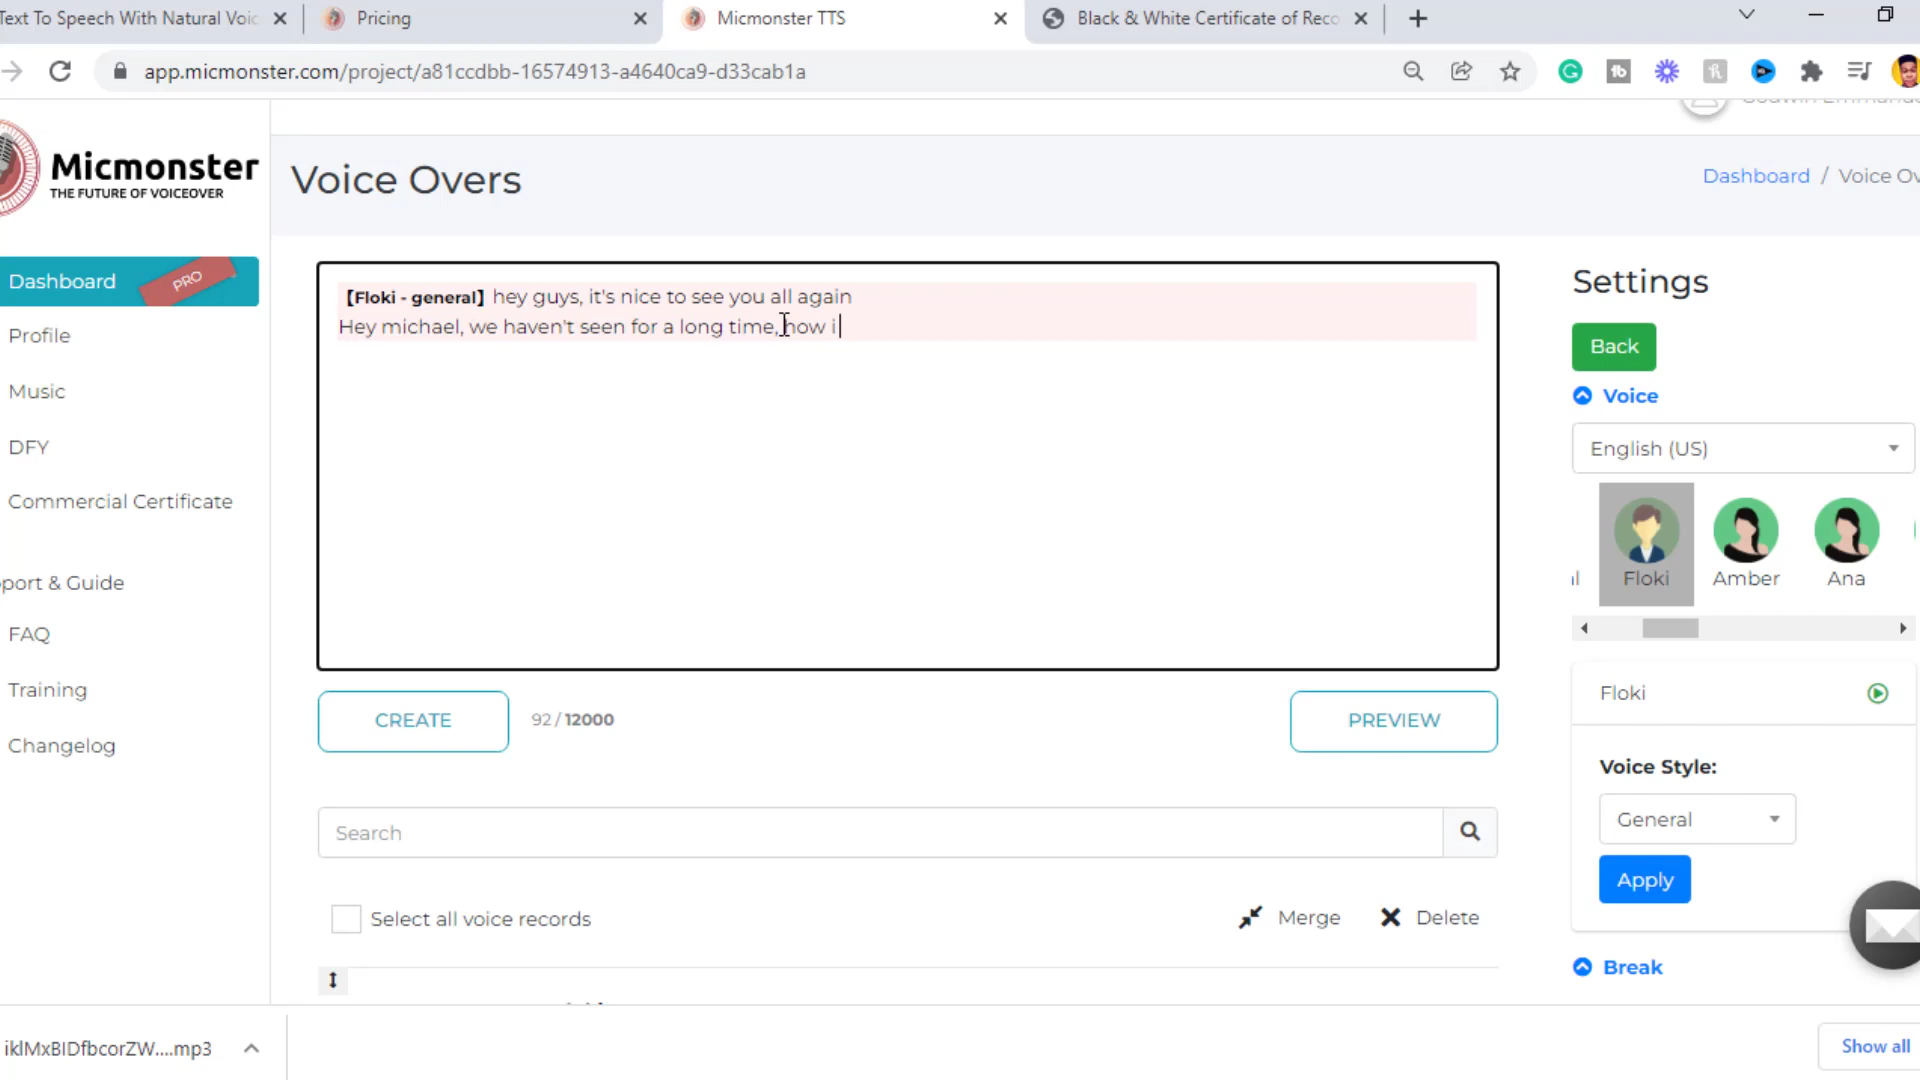 Text To Speech With Natural Voic
Pricing
Micmonster TTS
Black & White Certificate of Reco
app.micmonster.com/project/a81ccdbb-16574913-a4640ca9-d33cab1a
Micmonster
THE FUTURE OF VOICEOVER
Voice Overs
Dashboard / Voice Ov
Dashboard
PRO
Profile
Music
DFY
Commercial Certificate
port & Guide
FAQ
Training
Changelog
【Floki - general】 hey guys, it's nice to see you all again
Hey michael, we haven't seen for a long time, how i
CREATE
92 / 12000
PREVIEW
Search
Select all voice records
Merge
Delete
Settings
Back
Voice
English (US)
al
Floki
Amber
Ana
Floki
Voice Style:
General
Apply
Break
iklMxBIDfbcorZW....mp3
Show all